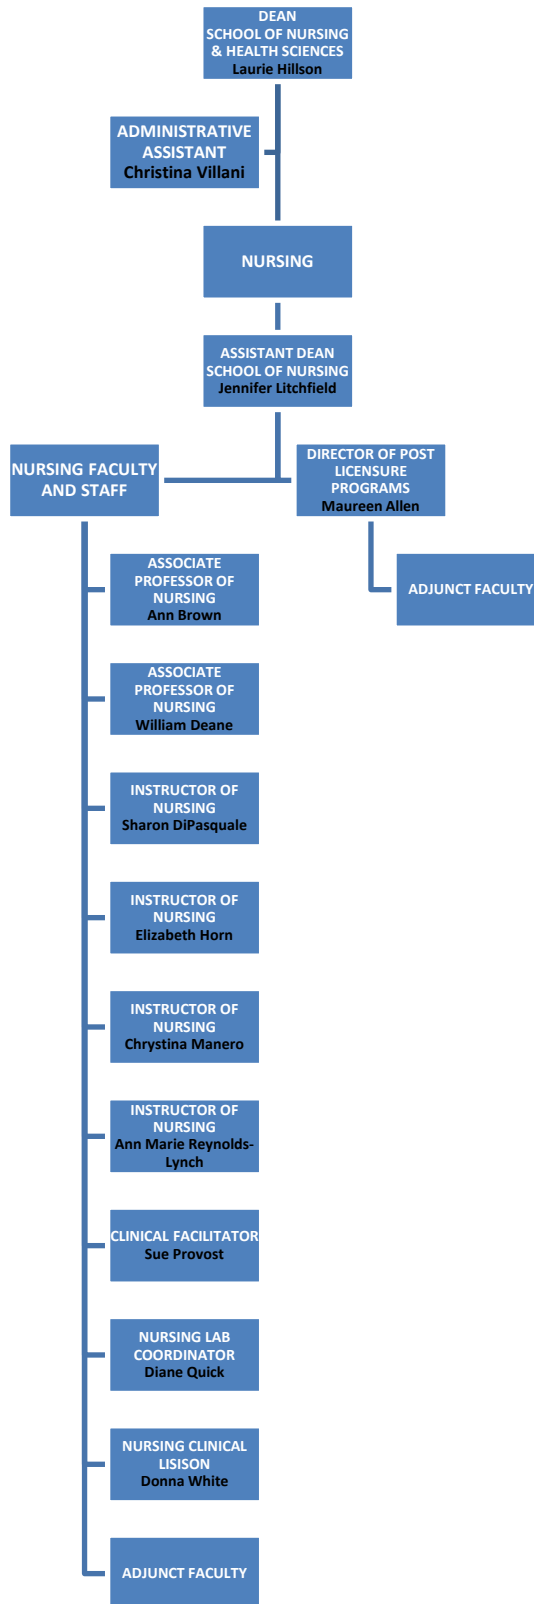 DEAN
SCHOOL OF NURSING
& HEALTH SCIENCES
Laurie Hillson
ADMINISTRATIVE
ASSISTANT
Christina Villani
NURSING
ASSISTANT DEAN
SCHOOL OF NURSING
Jennifer Litchfield
NURSING FACULTY
AND STAFF
DIRECTOR OF POST
LICENSURE
PROGRAMS
Maureen Allen
ASSOCIATE
PROFESSOR OF
NURSING
Ann Brown
ADJUNCT FACULTY
ASSOCIATE
PROFESSOR OF
NURSING
William Deane
INSTRUCTOR OF
NURSING
Sharon DiPasquale
INSTRUCTOR OF
NURSING
Elizabeth Horn
INSTRUCTOR OF
NURSING
Chrystina Manero
INSTRUCTOR OF
NURSING
Ann Marie Reynolds-
Lynch
CLINICAL FACILITATOR
Sue Provost
NURSING LAB
COORDINATOR
Diane Quick
NURSING CLINICAL
LISISON
Donna White
ADJUNCT FACULTY